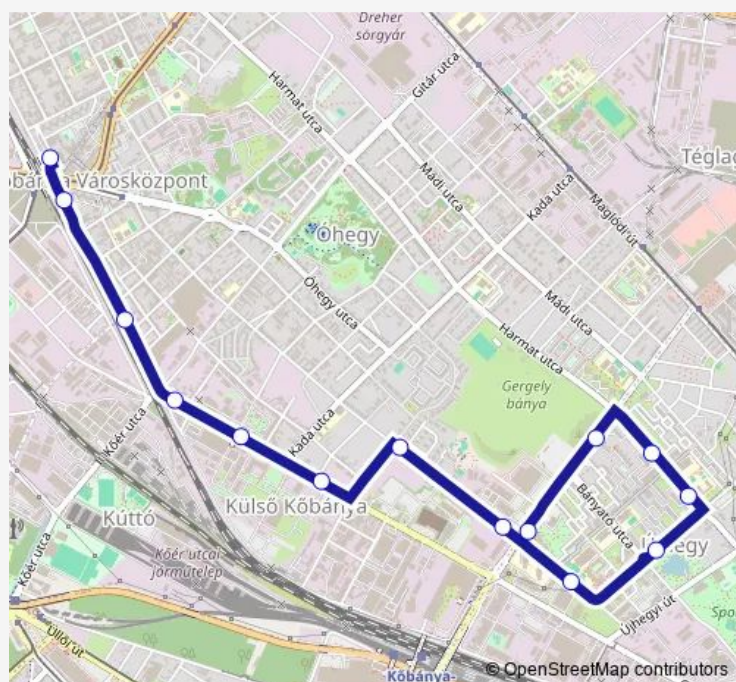 Dreher
sörgyár
Harmat utca
Gitár utca
Téglag
Mádi utca
Kada utca
Maglódi út
őbánya Városközpont
Óhegy
Óhegy utca
Mádi utca
Harmat utca
Gergely
bánya
Kada utca
Kőér utca
Külső Kőbánya
Bányató utca
Kúttó
Újhegy
Kőér utcai
járműtelep
Kőér utca
Újhegyi út
Spo
Üllői út
Kőbánya-
© OpenStreetMap contributors